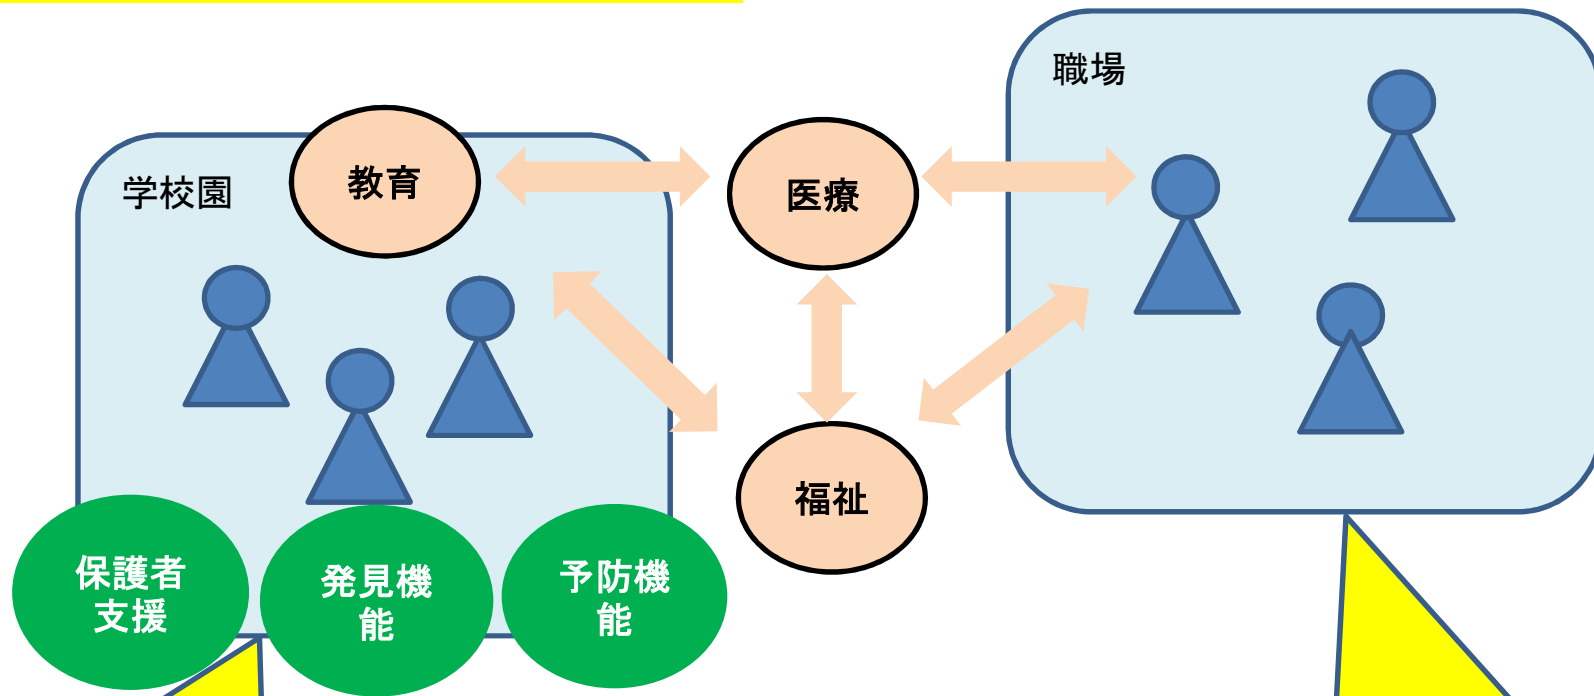 職場
学校園
教育
医療
福祉
保護者
支援
発見機
能
予防機
能